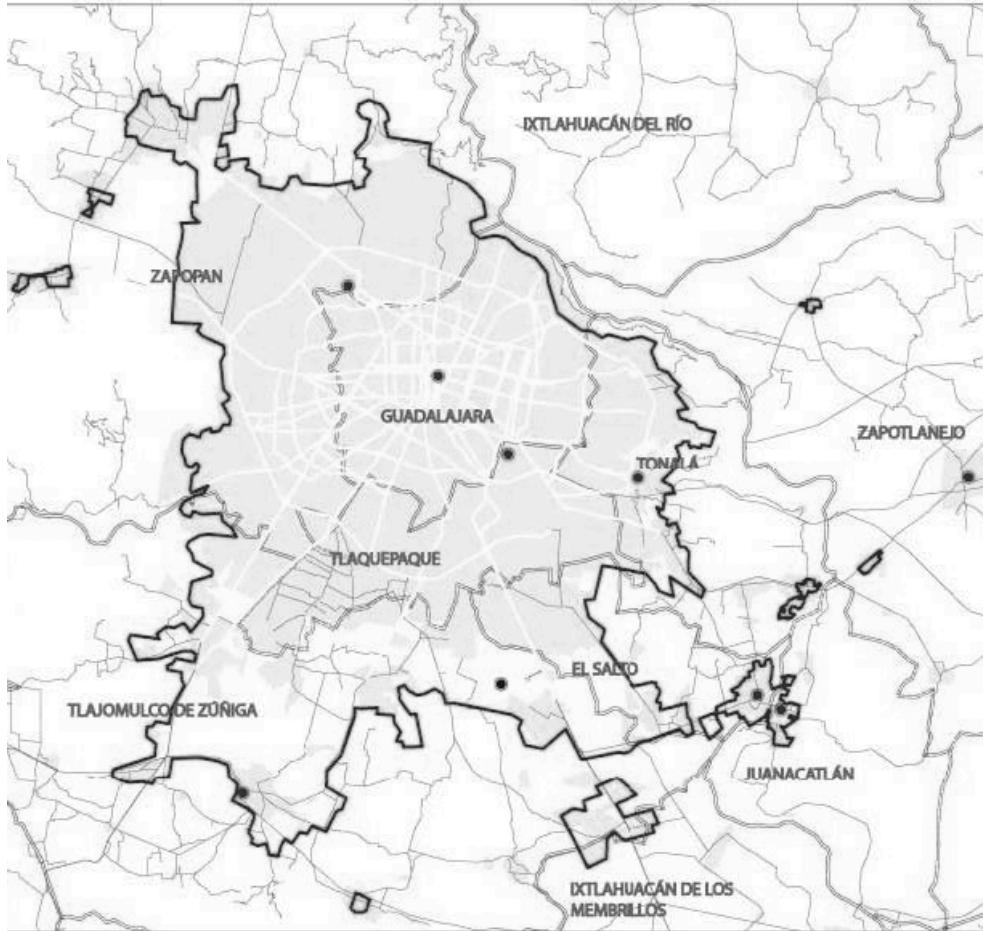 IXTLAHUACÁN DEL RÍO
ZAPOPAN
GUADALAJARA
ZAPOTLANEJO
TONALÁ
TLAQUEPAQUE
EL SALTO
TLAJOMULCO DE ZÚÑIGA
JUANACATLÁN
IXTLAHUACÁN DE LOS
MEMBRILLOS